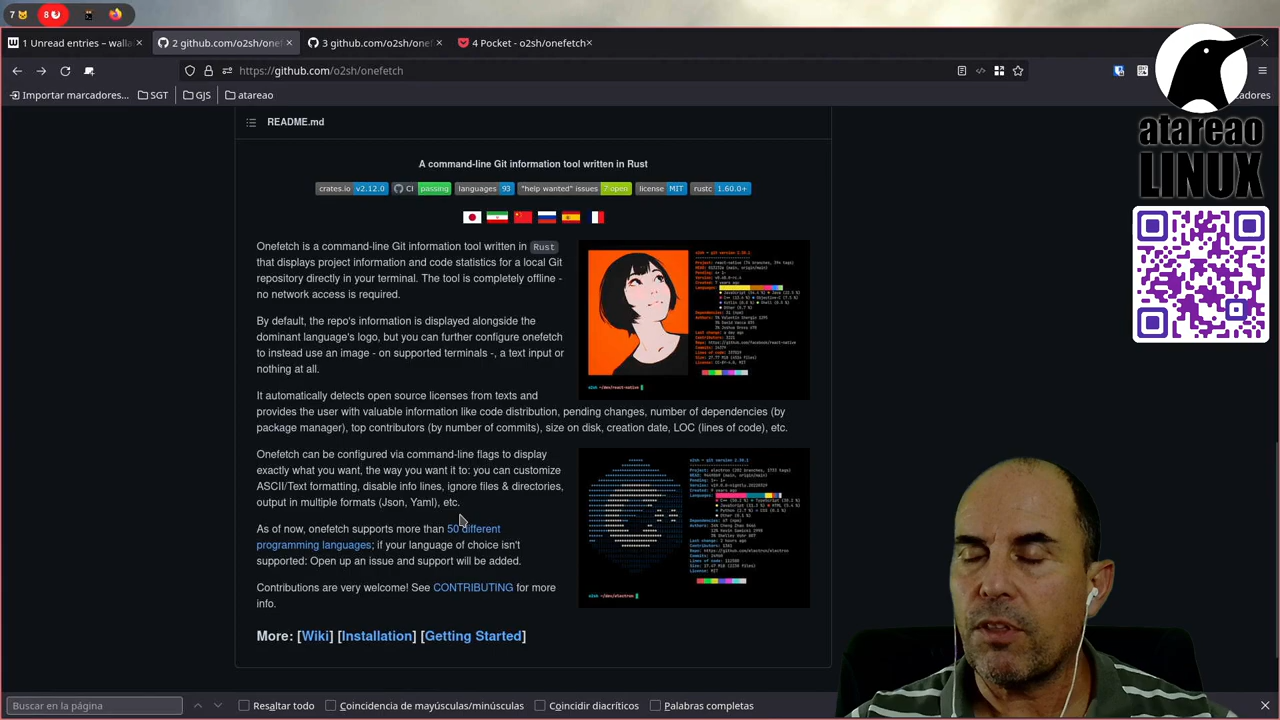 7
8
1 Unread entries – walla
2 github.com/o2sh/onef
3 github.com/o2sh/onef
4 Pocket - o2sh/onefetch
https://github.com/o2sh/onefetch
Importar marcadores...
SGT
GJS
atareao
cadores
atareao
LINUX
README.md
A command-line Git information tool written in Rust
crates.io v2.12.0
CI passing
languages 93
"help wanted" issues 7 open
license MIT
rustc 1.60.0+
Onefetch is a command-line Git information tool written in Rust
that displays project information and code statistics for a local Git
repository directly to your terminal. The tool is completely offline -
no network access is required.
By default, the repo's information is displayed alongside the
dominant language's logo, but you can further configure onefetch
to instead use an image - on supported terminals -, a text input or
nothing at all.
It automatically detects open source licenses from texts and
provides the user with valuable information like code distribution, pending changes, number of dependencies (by
package manager), top contributors (by number of commits), size on disk, creation date, LOC (lines of code), etc.
Onefetch can be configured via command-line flags to display
exactly what you want, the way you want it to: you can customize
ASCII/Text formatting, disable info lines, ignore files & directories,
output in multiple formats (Json, Yaml), etc.
As of now, onefetch supports more than 50 different
programming languages; if your language of choice isn't
supported: Open up an issue and support will be added.
Contributions are very welcome! See CONTRIBUTING for more
info.
More: [Wiki] [Installation] [Getting Started]
Buscar en la página
Resaltar todo
Coincidencia de mayúsculas/minúsculas
Coincidir diacríticos
Palabras completas